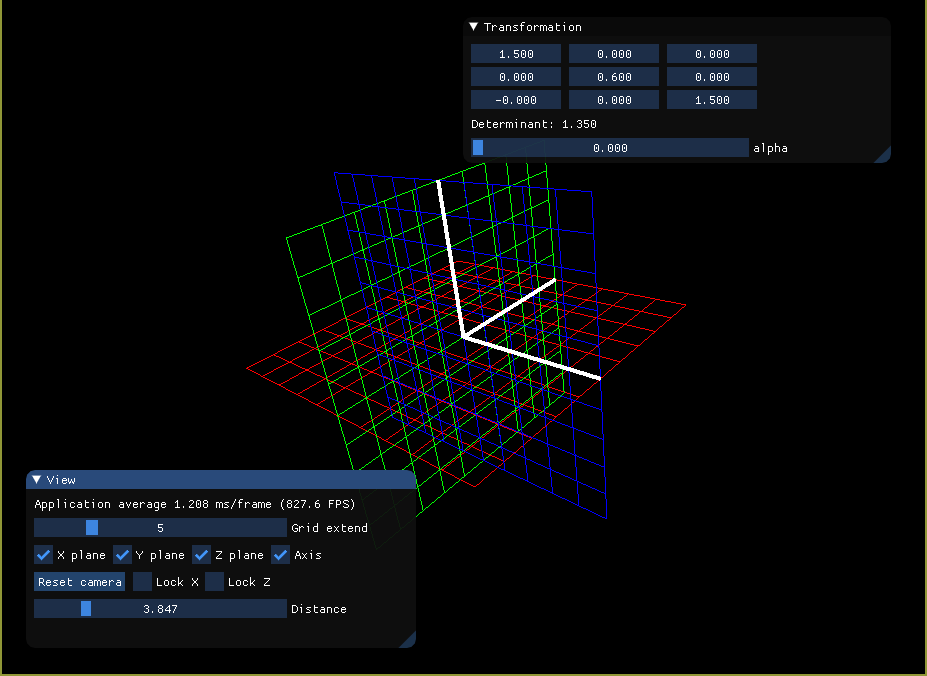 Transformation
1.500 0.000 0.000
0.000 0.600 0.000
-0.000 0.000 1.500
Determinant: 1.350
0.000 alpha
View
Application average 1.208 ms/frame (827.6 FPS)
5 Grid extend
X plane Y plane Z plane Axis
Reset camera Lock X Lock Z
3.847 Distance